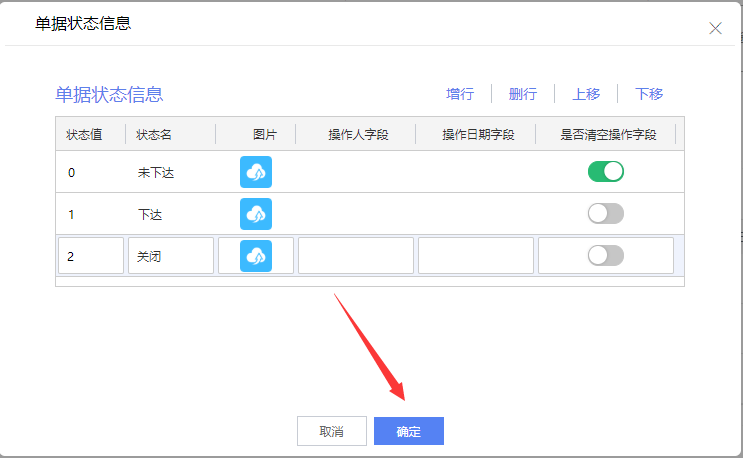 单据状态信息
单据状态信息 增行 删行 上移 下移
状态值 状态名 图片 操作人字段 操作日期字段 是否清空操作字段
0 未下达
1 下达
2 关闭
取消 确定